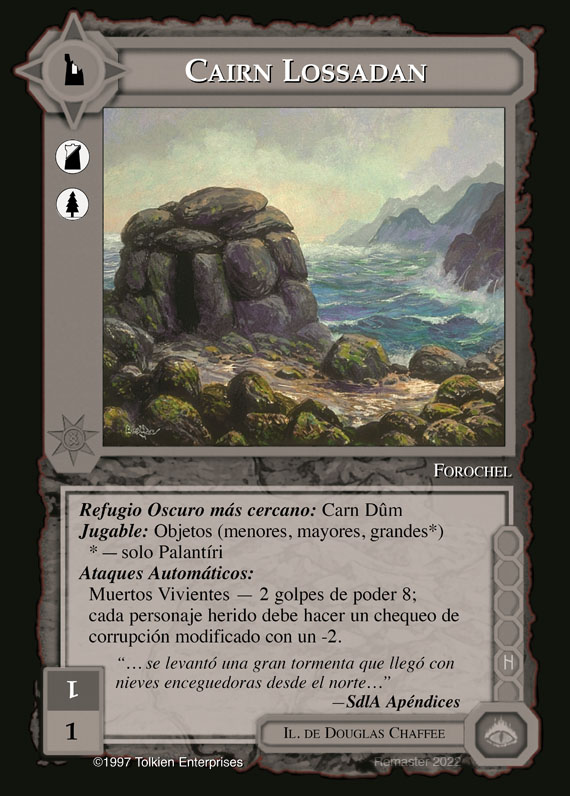 Cairn Lossadan
Forochel
Refugio Oscuro más cercano: Carn Dûm
Jugable: Objetos (menores, mayores, grandes*)
* — solo Palantíri
Ataques Automáticos:
Muertos Vivientes — 2 golpes de poder 8;
cada personaje herido debe hacer un chequeo de
corrupción modificado con un -2.
“… se levantó una gran tormenta que llegó con
nieves enceguedoras desde el norte…”
—SdlA Apéndices
1
1
Il. de Douglas Chaffee
©1997 Tolkien Enterprises
Remaster 2022